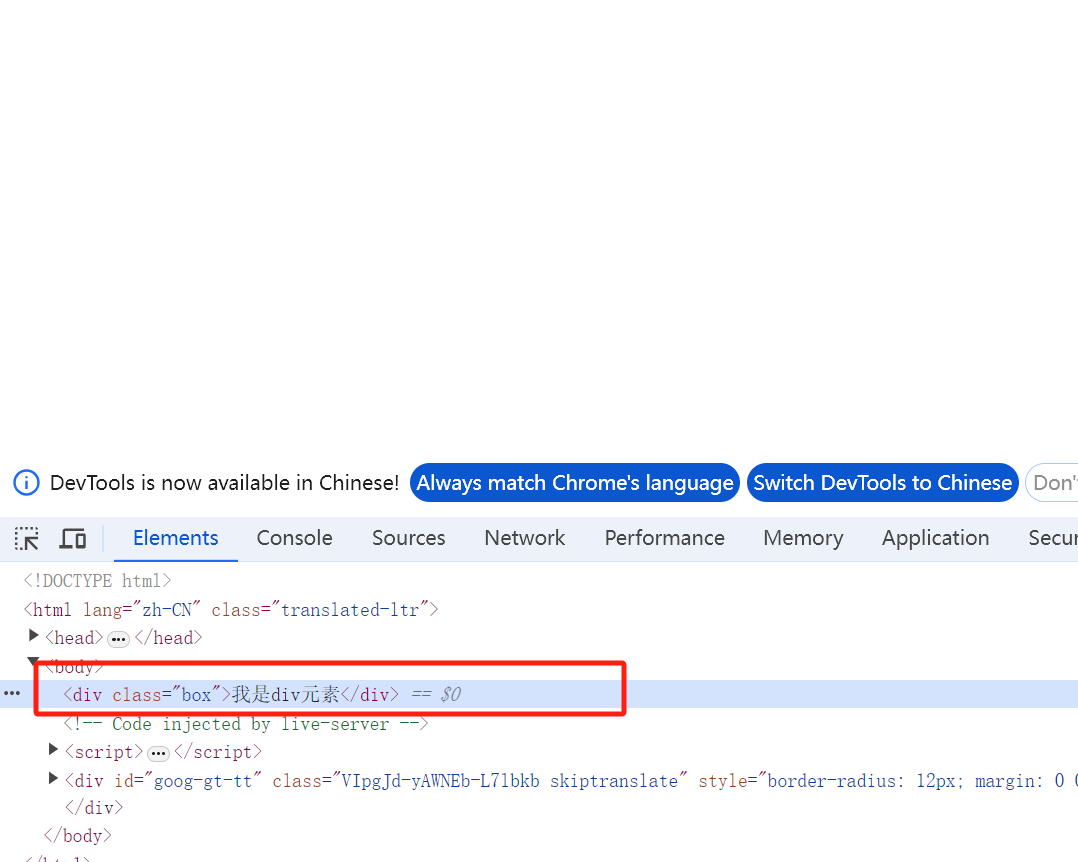 DevTools is now available in Chinese! Always match Chrome's language Switch DevTools to Chinese Don't
Elements Console Sources Network Performance Memory Application Secur
<!DOCTYPE html>
<html lang="zh-CN" class="translated-ltr">
<head>…</head>
<body>
<div class="box">我是div元素</div> == $0
<!-- Code injected by live-server -->
<script>…</script>
<div id="goog-gt-tt" class="VIpgJd-yAWNEb-L7lbkb skiptranslate" style="border-radius: 12px; margin: 0 0
</div>
</body>
</html>